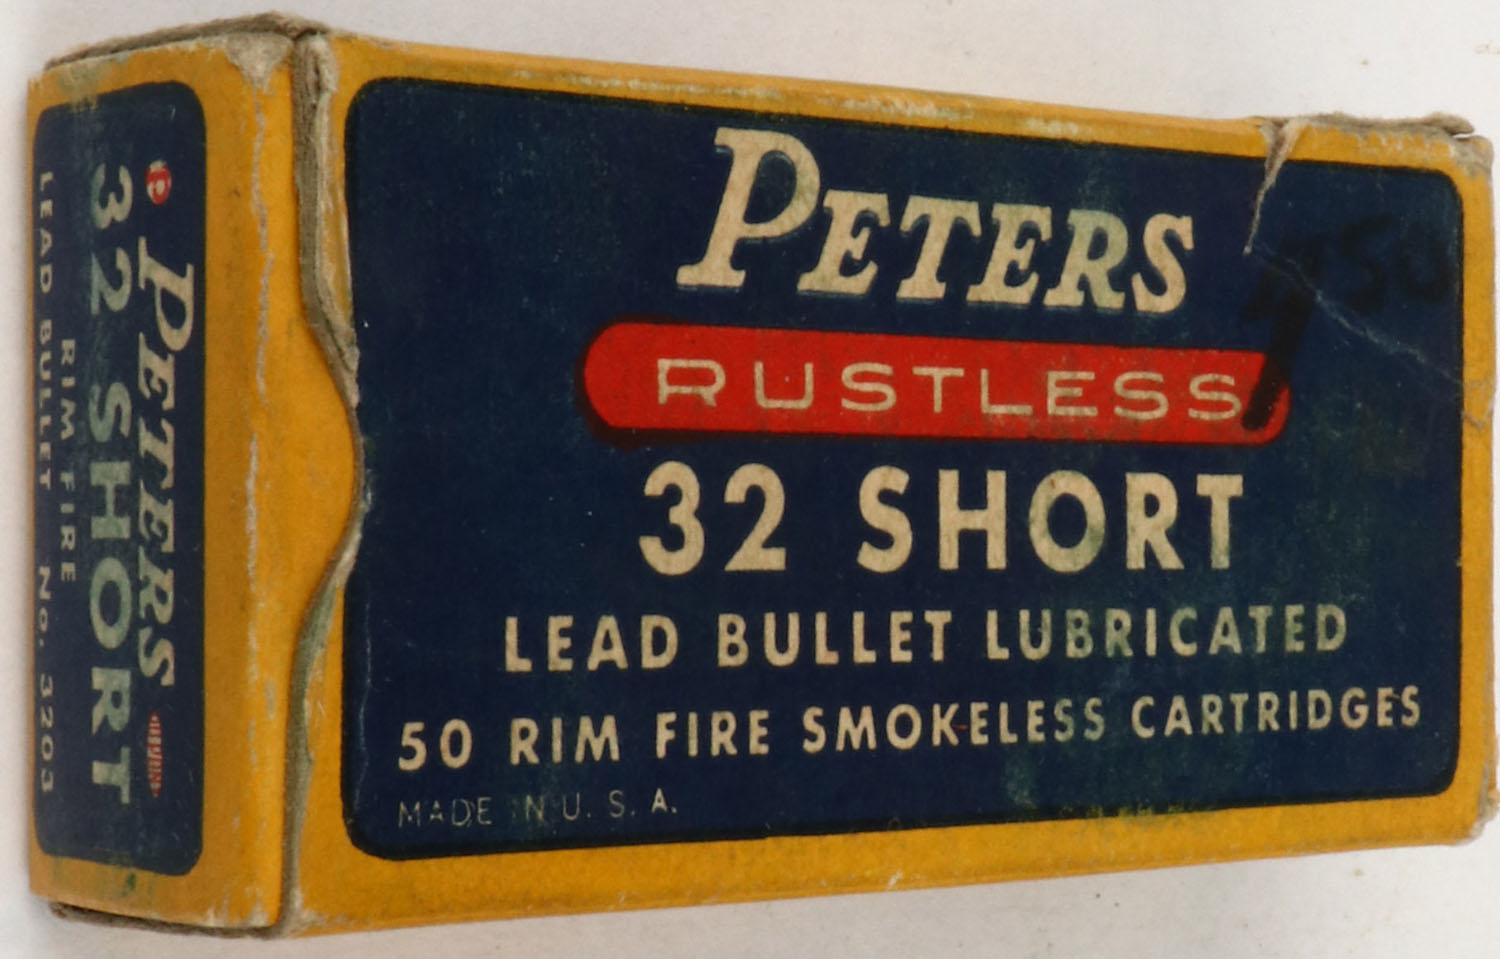 PETERS
RUSTLESS
32 SHORT
LEAD BULLET LUBRICATED
50 RIM FIRE SMOKELESS CARTRIDGES
MADE IN U. S. A.
PETERS
32 SHORT
RIM FIRE
LEAD BULLET No. 3203